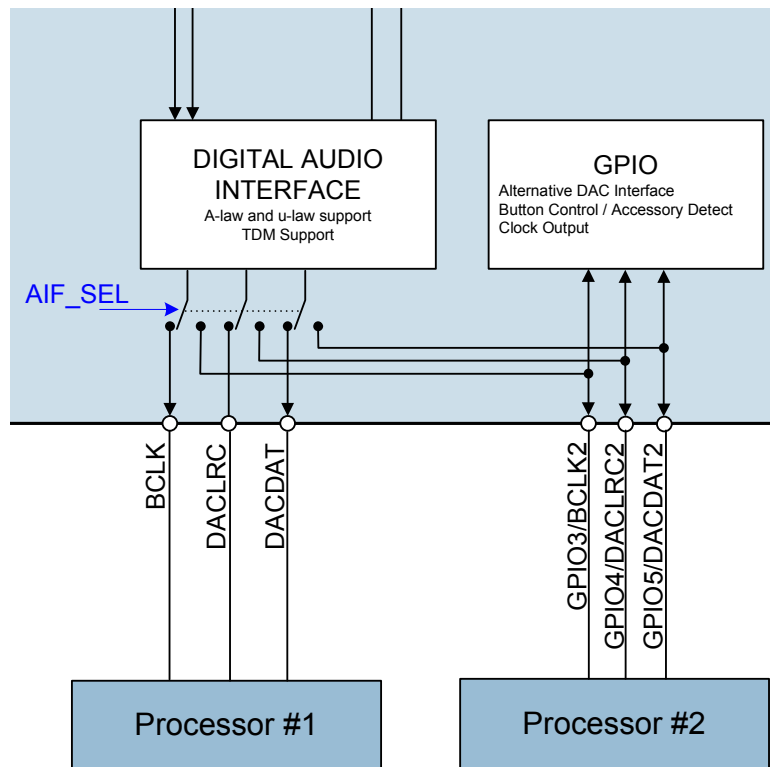 DIGITAL AUDIO
INTERFACE
A-law and u-law support
TDM Support
GPIO
Alternative DAC Interface
Button Control / Accessory Detect
Clock Output
AIF_SEL
BCLK
DACLRC
DACDAT
GPIO3/BCLK2
GPIO4/DACLRC2
GPIO5/DACDAT2
Processor #1
Processor #2